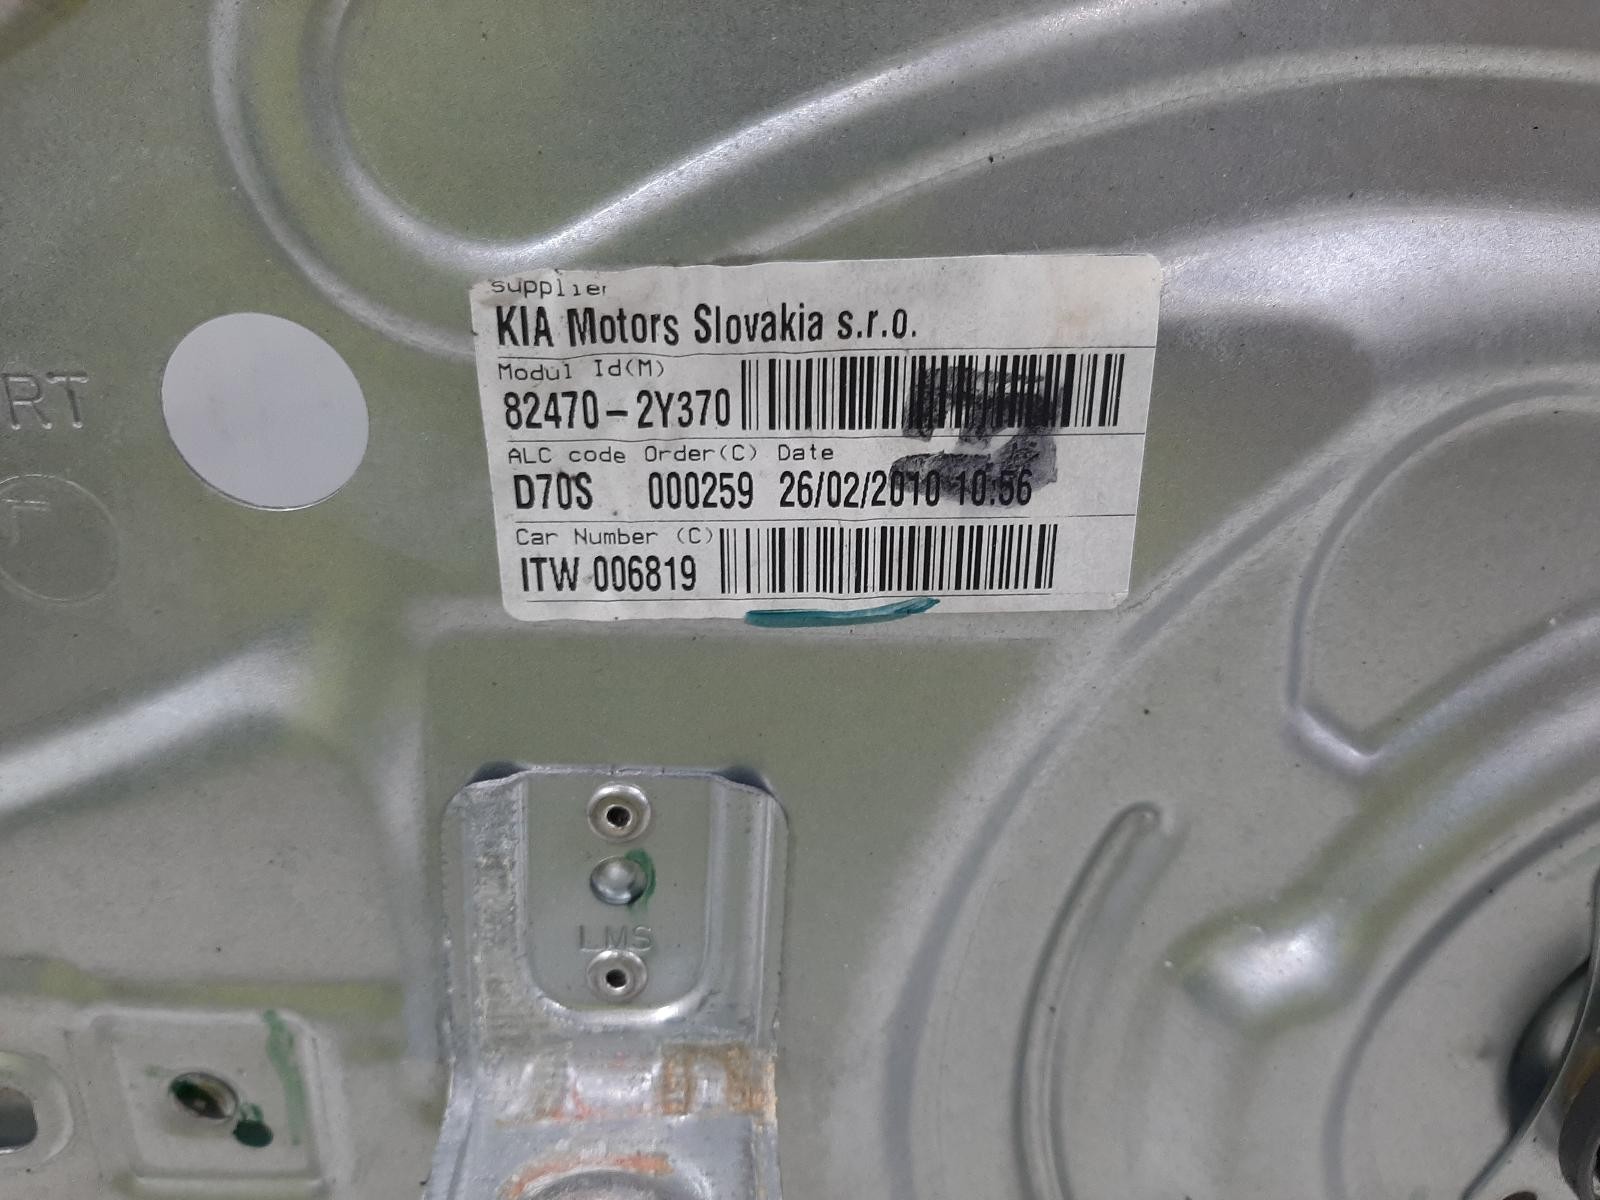 supplier
KIA Motors Slovakia s.r.o.
Modul Id(M)
82470-2Y370
ALC code Order(C) Date
D70S 000259 26/02/2010 10:56
Car Number (C)
ITW 006819
RT
LMS